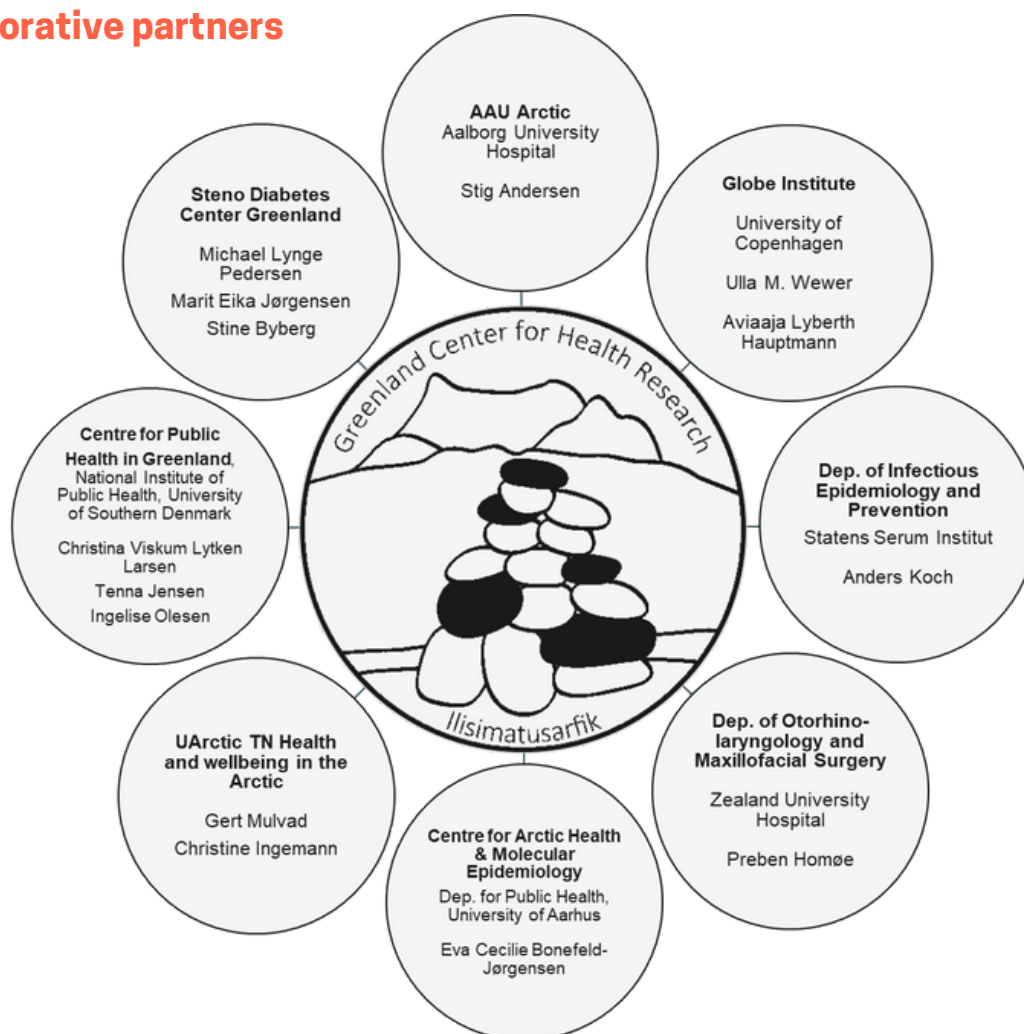 orative partners
AAU Arctic
Aalborg University
Hospital
Stig Andersen
Globe Institute
University of
Copenhagen
Ulla M. Wewer
Aviaaja Lyberth
Hauptmann
Dep. of Infectious
Epidemiology and
Prevention
Statens Serum Institut
Anders Koch
Dep. of Otorhino-
laryngology and
Maxillofacial Surgery
Zealand University
Hospital
Preben Homøe
Centre for Arctic Health
& Molecular
Epidemiology
Dep. for Public Health,
University of Aarhus
Eva Cecilie Bonefeld-
Jørgensen
UArctic TN Health
and wellbeing in the
Arctic
Gert Mulvad
Christine Ingemann
Centre for Public
Health in Greenland,
National Institute of
Public Health, University
of Southern Denmark
Christina Viskum Lytken
Larsen
Tenna Jensen
Ingelise Olesen
Steno Diabetes
Center Greenland
Michael Lynge
Pedersen
Marit Eika Jørgensen
Stine Byberg
Greenland Center for Health Research
Ilisimatusarfik